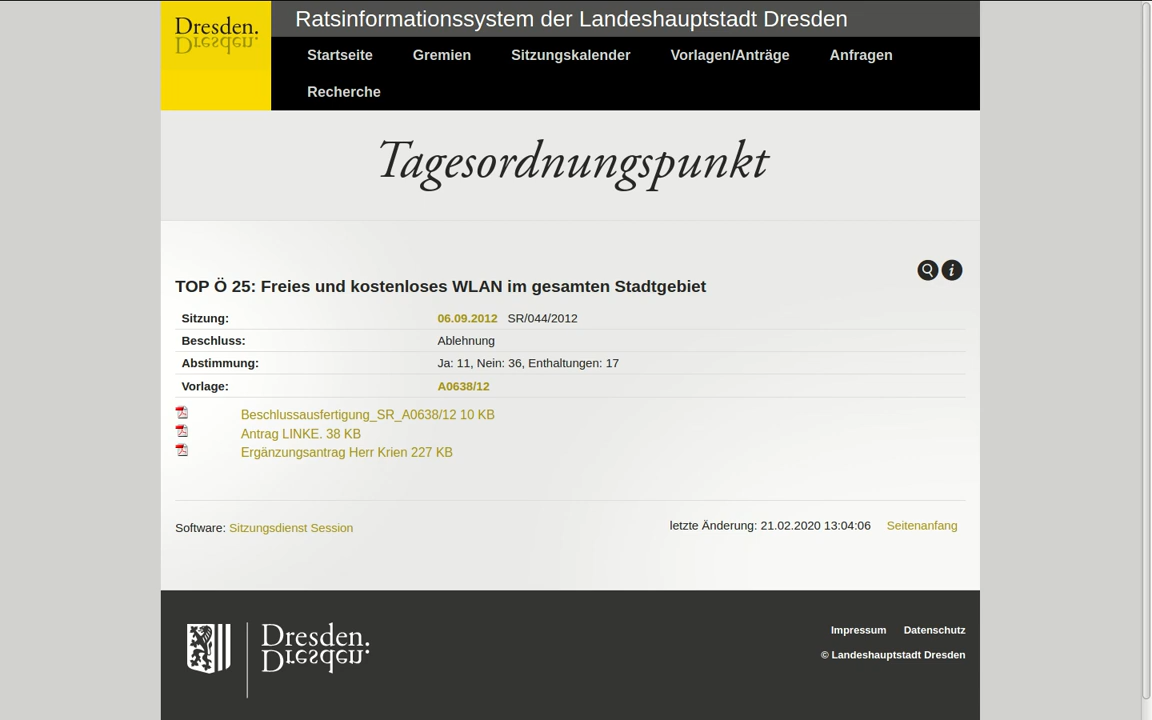 Dresden.
Ratsinformationssystem der Landeshauptstadt Dresden
Startseite Gremien Sitzungskalender Vorlagen/Anträge Anfragen
Recherche
Tagesordnungspunkt
TOP Ö 25: Freies und kostenloses WLAN im gesamten Stadtgebiet
Sitzung: 06.09.2012 SR/044/2012
Beschluss: Ablehnung
Abstimmung: Ja: 11, Nein: 36, Enthaltungen: 17
Vorlage: A0638/12
Beschlussausfertigung_SR_A0638/12 10 KB
Antrag LINKE. 38 KB
Ergänzungsantrag Herr Krien 227 KB
Software: Sitzungsdienst Session letzte Änderung: 21.02.2020 13:04:06 Seitenanfang
Dresden.
Dresden.
Impressum Datenschutz
© Landeshauptstadt Dresden